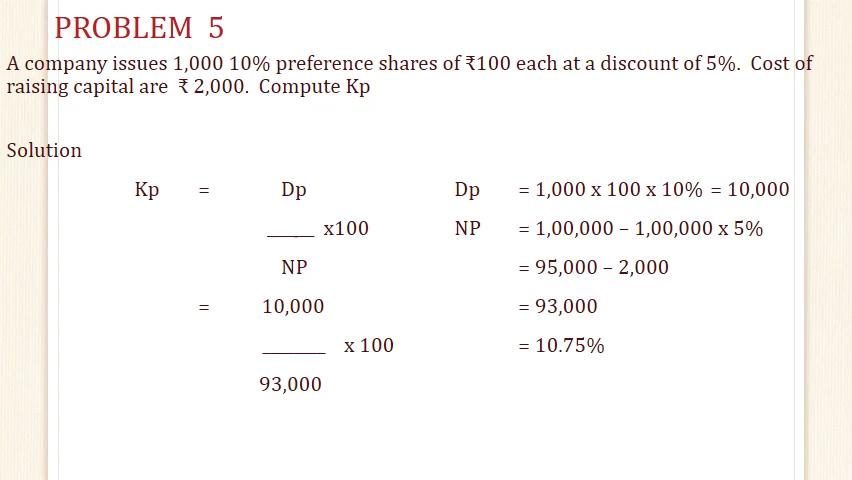 PROBLEM 5
A company issues 1,000 10% preference shares of ₹100 each at a discount of 5%. Cost of
raising capital are ₹ 2,000. Compute Kp
Solution
Kp = Dp Dp = 1,000 x 100 x 10% = 10,000
______ x100 NP = 1,00,000 – 1,00,000 x 5%
NP = 95,000 – 2,000
= 10,000 = 93,000
________ x 100 = 10.75%
93,000